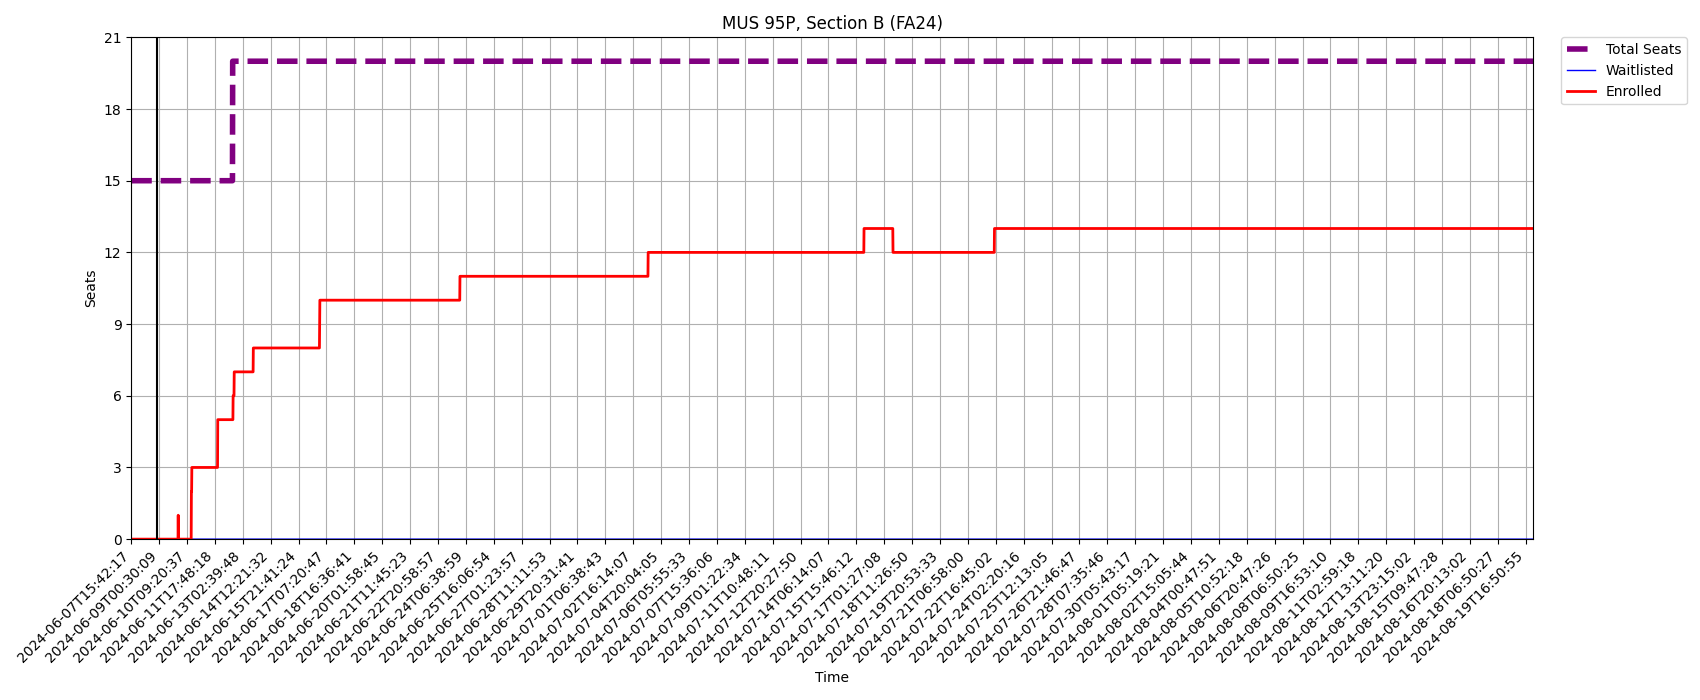 MUS 95P, Section B (FA24)
Total Seats
Waitlisted
Enrolled
21
18
15
12
9
6
3
0
Seats
2024-06-07T15:42:17
2024-06-09T00:30:09
2024-06-10T09:20:37
2024-06-11T17:48:18
2024-06-13T02:39:48
2024-06-14T12:21:32
2024-06-15T21:41:24
2024-06-17T07:20:47
2024-06-18T16:36:41
2024-06-20T01:58:45
2024-06-21T11:45:23
2024-06-22T20:58:57
2024-06-24T06:38:59
2024-06-25T16:06:54
2024-06-27T01:23:57
2024-06-28T11:11:53
2024-06-29T20:31:41
2024-07-01T06:38:43
2024-07-02T16:14:07
2024-07-04T20:04:05
2024-07-06T05:55:33
2024-07-07T15:36:06
2024-07-09T01:22:34
2024-07-11T10:48:11
2024-07-12T20:27:50
2024-07-14T06:14:07
2024-07-15T15:46:12
2024-07-17T01:27:08
2024-07-18T11:26:50
2024-07-19T20:53:33
2024-07-21T06:58:00
2024-07-22T16:45:02
2024-07-24T02:20:16
2024-07-25T12:13:05
2024-07-26T21:46:47
2024-07-28T07:35:46
2024-07-30T05:43:17
2024-08-01T05:19:21
2024-08-02T15:05:44
2024-08-04T00:47:51
2024-08-05T10:52:18
2024-08-06T20:47:26
2024-08-08T06:50:25
2024-08-09T16:53:10
2024-08-11T02:59:18
2024-08-12T13:11:20
2024-08-13T23:15:02
2024-08-15T09:47:28
2024-08-16T20:13:02
2024-08-18T06:50:27
2024-08-19T16:50:55
Time